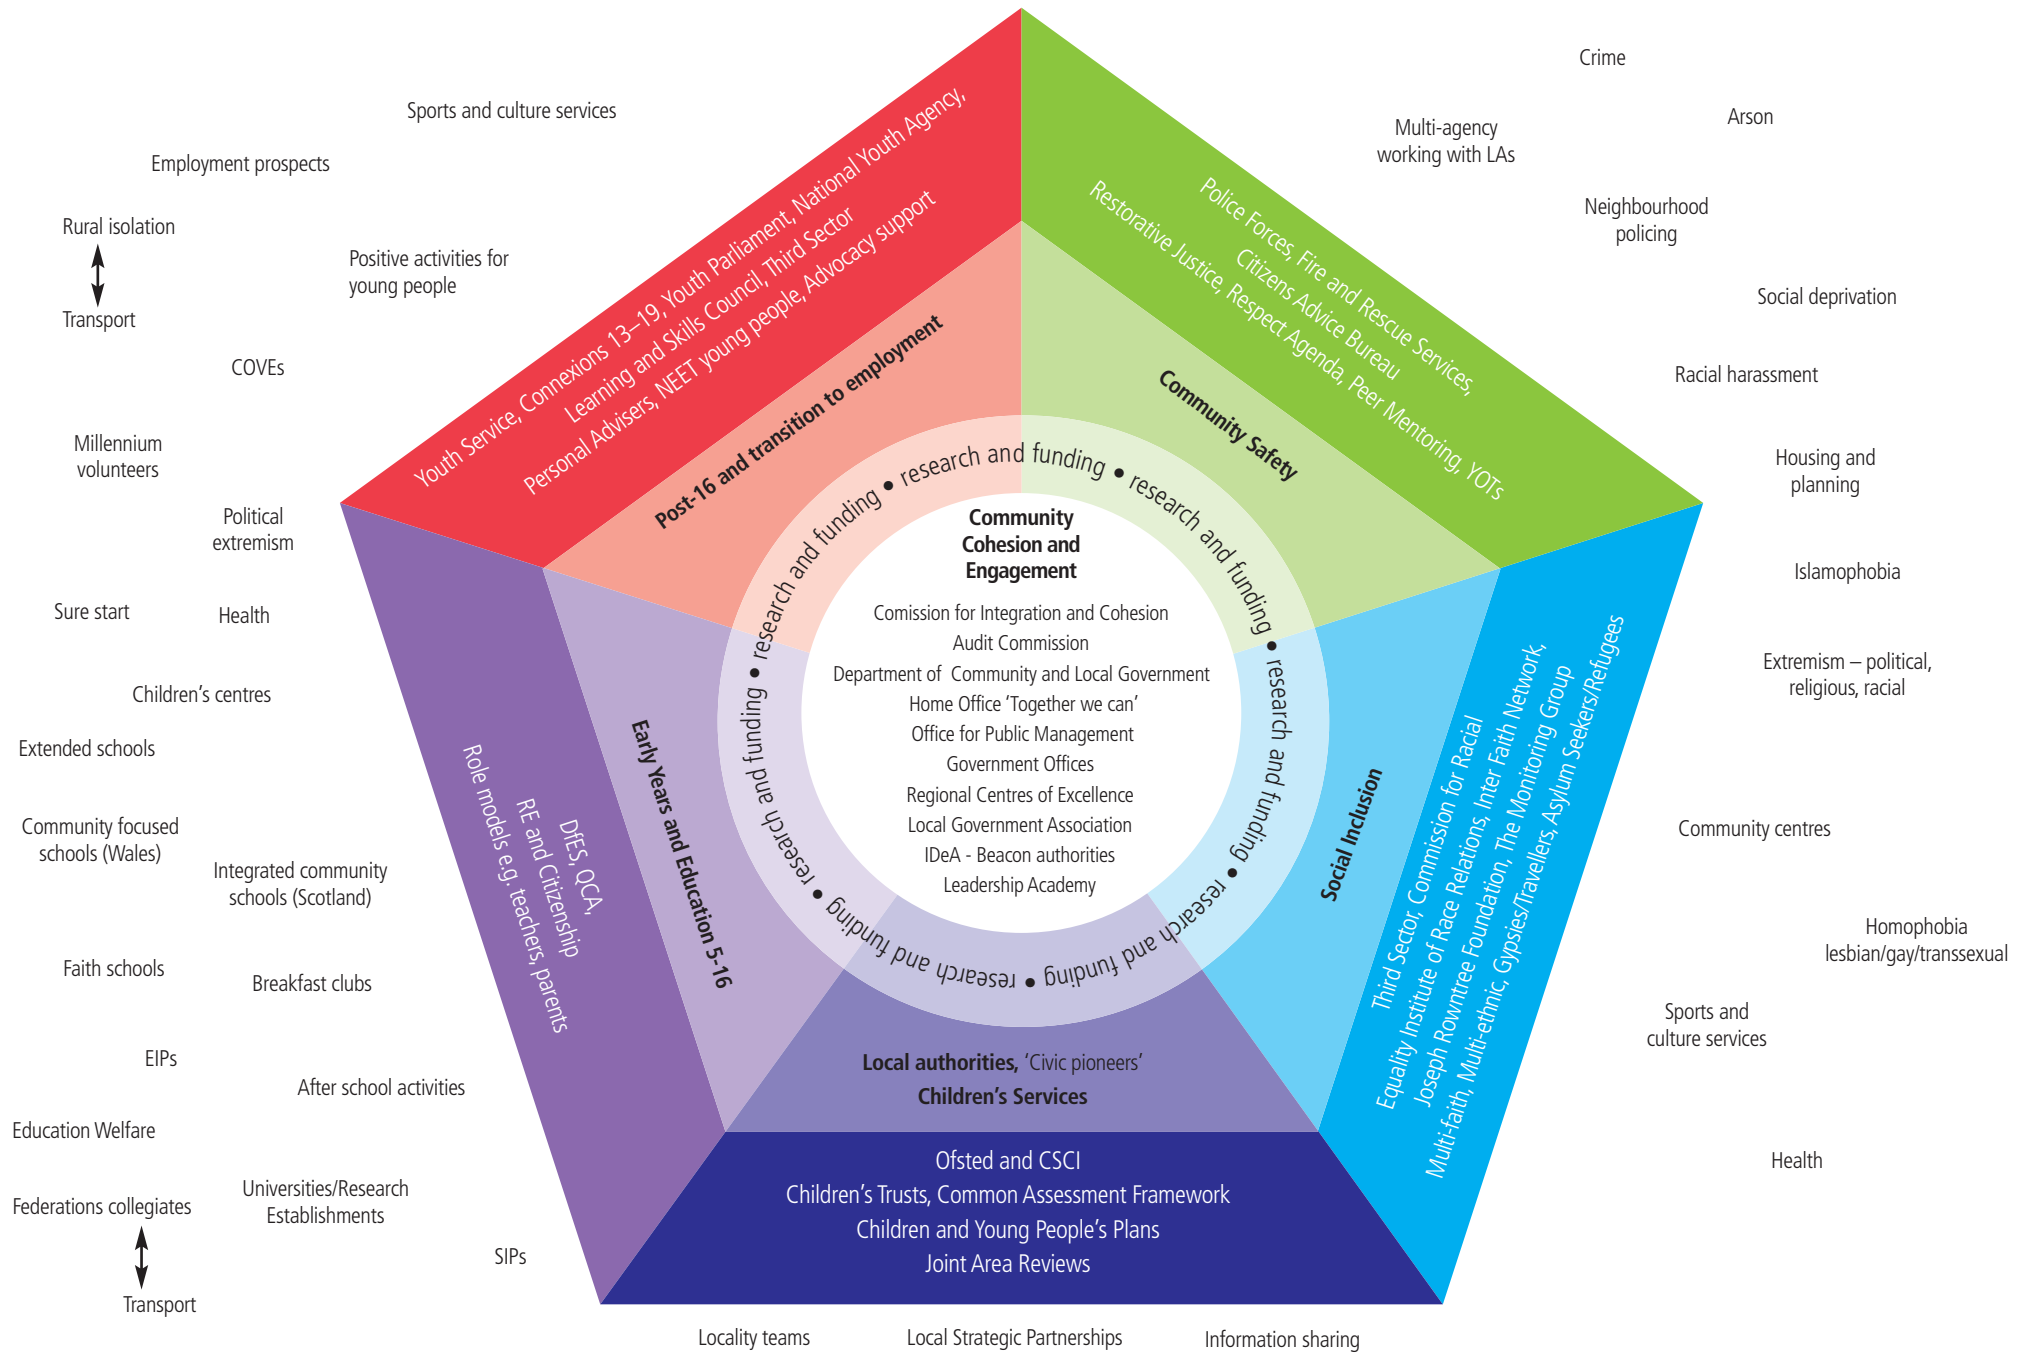 Sports and culture services
Employment prospects
Rural isolation
Transport
Positive activities for
young people
COVEs
Millennium
volunteers
Political
extremism
Sure start
Health
Children’s centres
Extended schools
Community focused
schools (Wales)
Integrated community
schools (Scotland)
Faith schools
Breakfast clubs
EIPs
After school activities
Education Welfare
Federations collegiates
Transport
Universities/Research
Establishments
SIPs
Youth Service, Connexions 13–19, Youth Parliament, National Youth Agency,
Learning and Skills Council, Third Sector
Personal Advisers, NEET young people, Advocacy support
Post-16 and transition to employment
Police Forces, Fire and Rescue Services,
Citizens Advice Bureau
Restorative Justice, Respect Agenda, Peer Mentoring, YOTs
Community Safety
research and funding • research and funding • research and funding • research and funding • research and funding • research and funding • research and funding •
Community
Cohesion and
Engagement
Comission for Integration and Cohesion
Audit Commission
Department of Community and Local Government
Home Office ‘Together we can’
Office for Public Management
Government Offices
Regional Centres of Excellence
Local Government Association
IDeA - Beacon authorities
Leadership Academy
Early Years and Education 5-16
DfES, QCA,
RE and Citizenship
Role models e.g. teachers, parents
Social Inclusion
Third Sector, Commission for Racial
Equality Institute of Race Relations, Inter Faith Network,
Joseph Rowntree Foundation, The Monitoring Group
Multi-faith, Multi-ethnic, Gypsies/Travellers, Asylum Seekers/Refugees
Local authorities, ‘Civic pioneers’
Children’s Services
Ofsted and CSCI
Children’s Trusts, Common Assessment Framework
Children and Young People’s Plans
Joint Area Reviews
Crime
Arson
Multi-agency
working with LAs
Neighbourhood
policing
Social deprivation
Racial harassment
Housing and
planning
Islamophobia
Extremism – political,
religious, racial
Community centres
Homophobia
lesbian/gay/transsexual
Sports and
culture services
Health
Locality teams
Local Strategic Partnerships
Information sharing